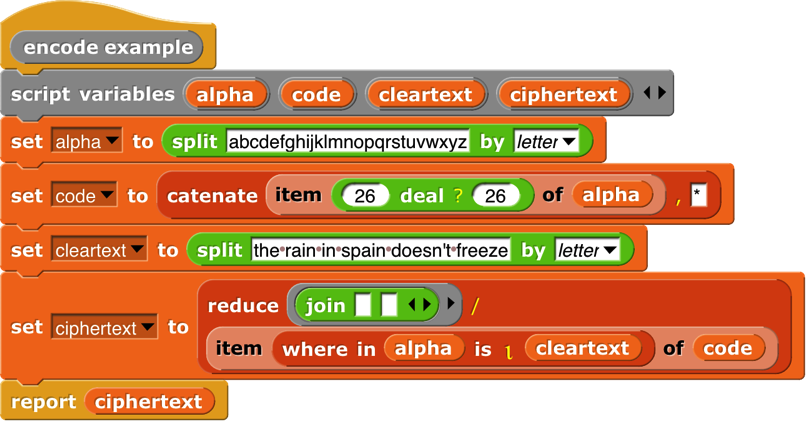 encode example
script variables alpha code cleartext ciphertext
set alpha to split abcdefghijklmnopqrstuvwxyz by letter
set code to catenate item 26 deal ? 26 of alpha , *
set cleartext to split the•rain•in•spain•doesn't•freeze by letter
reduce join /
set ciphertext to
item where in alpha is ɩ cleartext of code
report ciphertext